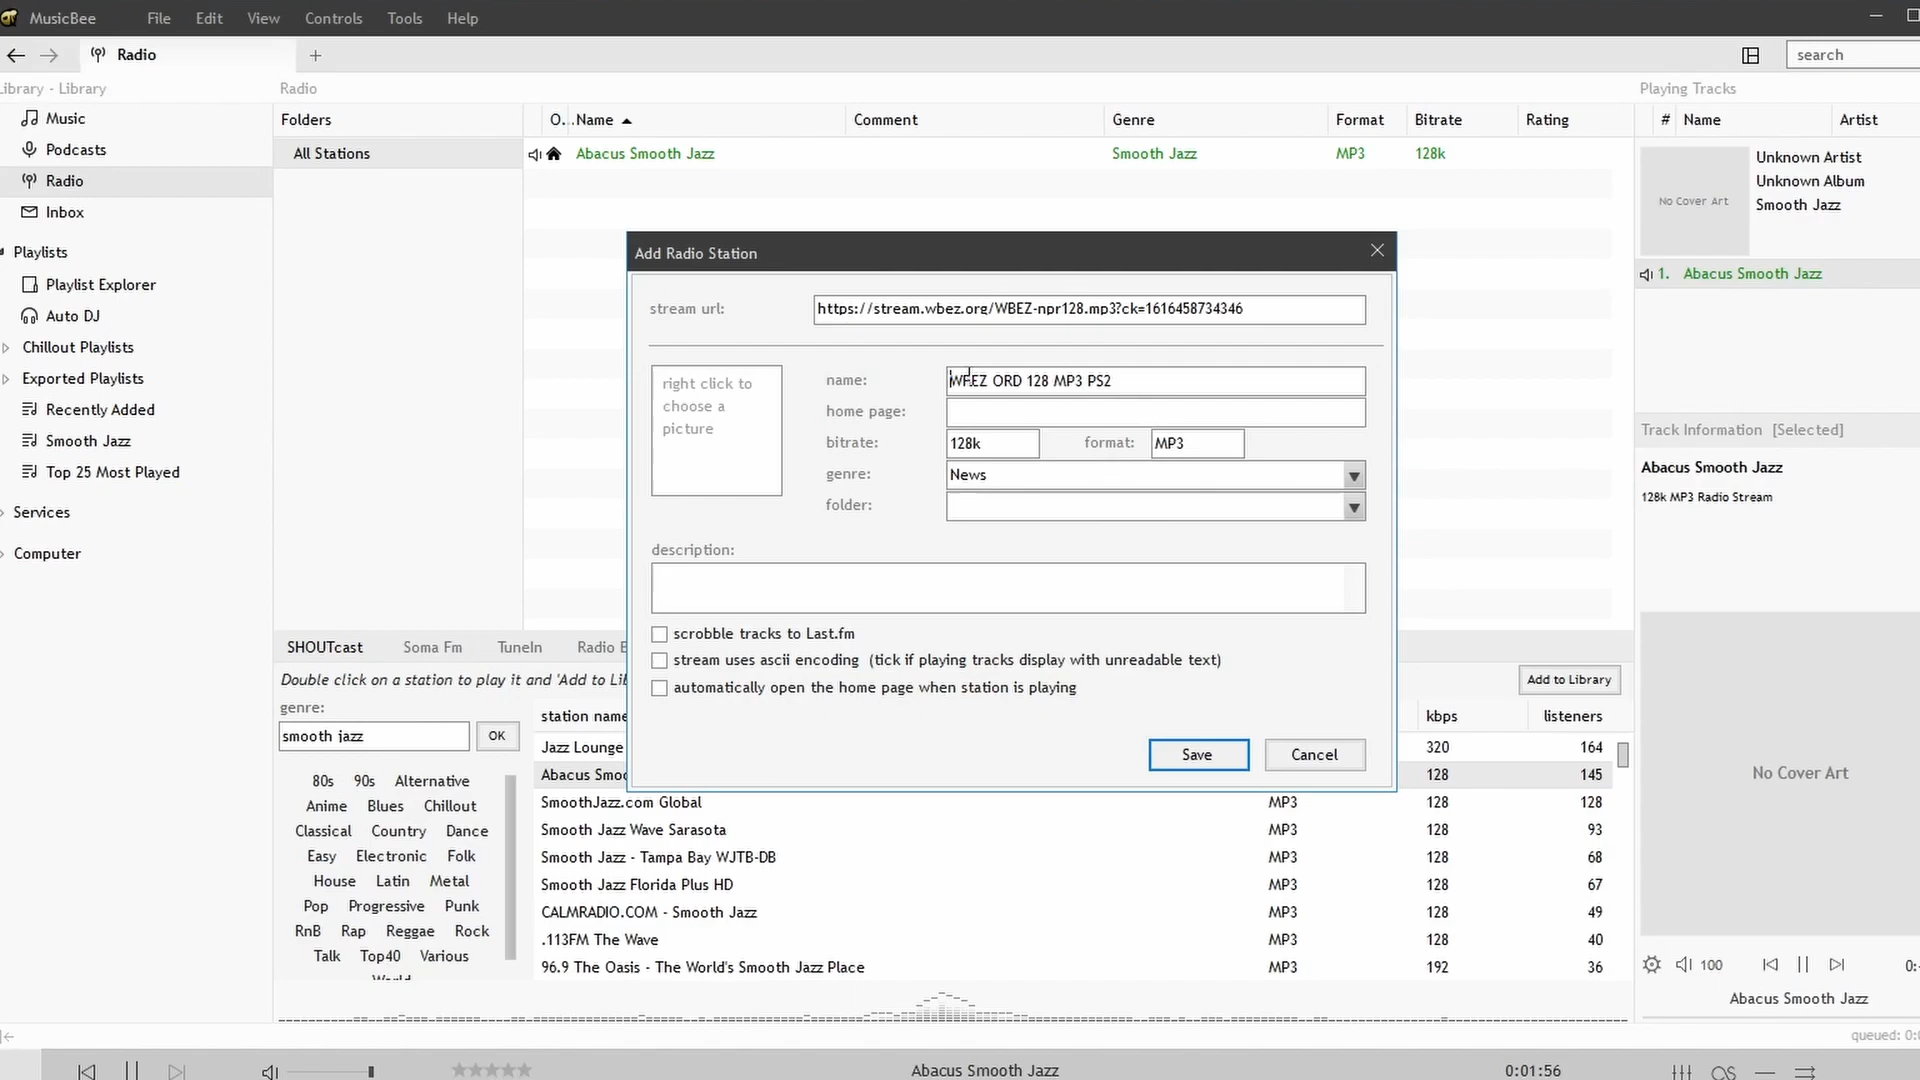 MusicBee File Edit View Controls Tools Help
Radio + search
Library - Library
Music
Podcasts
Radio
Inbox
Playlists
Playlist Explorer
Auto DJ
Chillout Playlists
Exported Playlists
Recently Added
Smooth Jazz
Top 25 Most Played
Services
Computer
Radio
Folders
All Stations
O.. Name Comment Genre Format Bitrate Rating
Abacus Smooth Jazz Smooth Jazz MP3 128k
Add Radio Station
stream url: https://stream.wbez.org/WBEZ-npr128.mp3?ck=1616458734346
right click to
choose a
picture
name: WBEZ ORD 128 MP3 PS2
home page:
bitrate: 128k format: MP3
genre: News
folder:
description:
scrobble tracks to Last.fm
stream uses ascii encoding (tick if playing tracks display with unreadable text)
automatically open the home page when station is playing
Save Cancel
SHOUTcast Soma Fm TuneIn Radio
Double click on a station to play it and 'Add to
Add to Library
genre:
smooth jazz OK
80s 90s Alternative
Anime Blues Chillout
Classical Country Dance
Easy Electronic Folk
House Latin Metal
Pop Progressive Punk
RnB Rap Reggae Rock
Talk Top40 Various
World
station name kbps listeners
Jazz Lounge 320 164
Abacus Smo 128 145
SmoothJazz.com Global MP3 128 128
Smooth Jazz Wave Sarasota MP3 128 93
Smooth Jazz - Tampa Bay WJTB-DB MP3 128 68
Smooth Jazz Florida Plus HD MP3 128 67
CALMRADIO.COM - Smooth Jazz MP3 128 49
.113FM The Wave MP3 128 40
96.9 The Oasis - The World's Smooth Jazz Place MP3 192 36
Playing Tracks
# Name Artist
No Cover Art
Unknown Artist
Unknown Album
Smooth Jazz
1. Abacus Smooth Jazz
Track Information [Selected]
Abacus Smooth Jazz
128k MP3 Radio Stream
No Cover Art
100 0:
Abacus Smooth Jazz
queued: 0:
Abacus Smooth Jazz 0:01:56